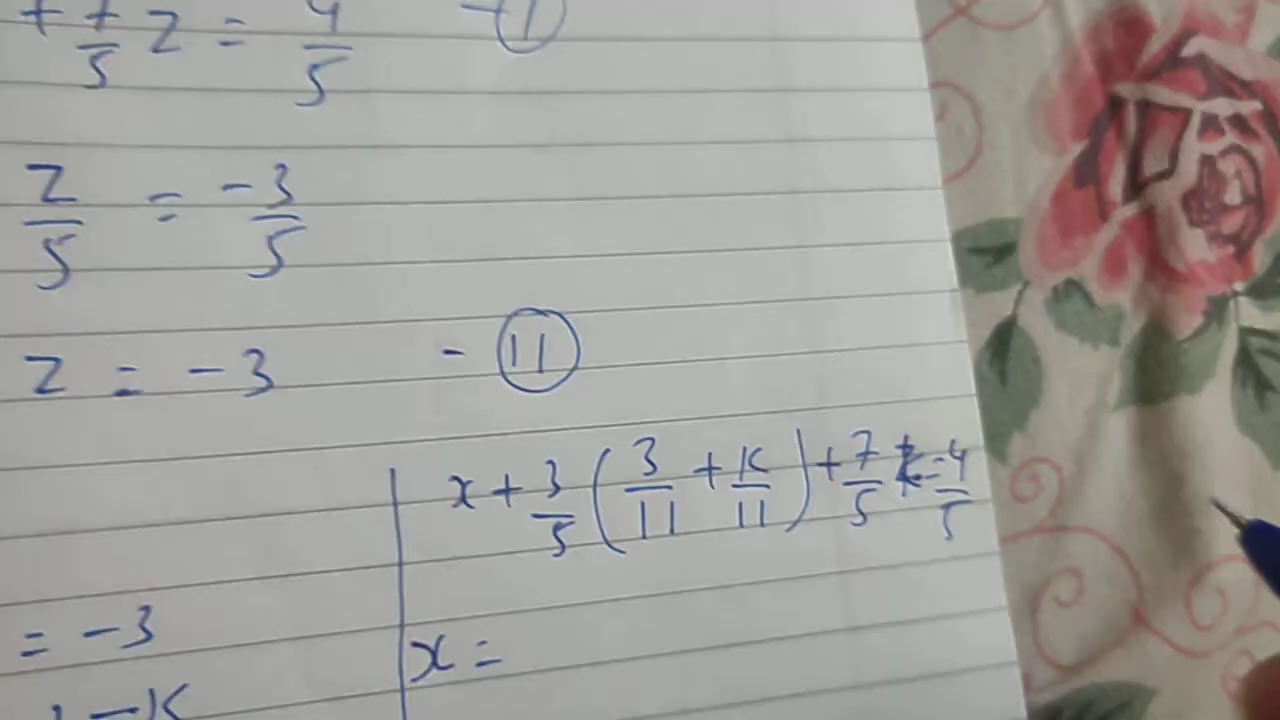 + 7/5 z = 4/5 - (1)
z/5 = -3/5
z = -3 - (11)
x + 3/5 (3/11 + k/11) + 7/5 k = 4/5
= -3
x =
- k